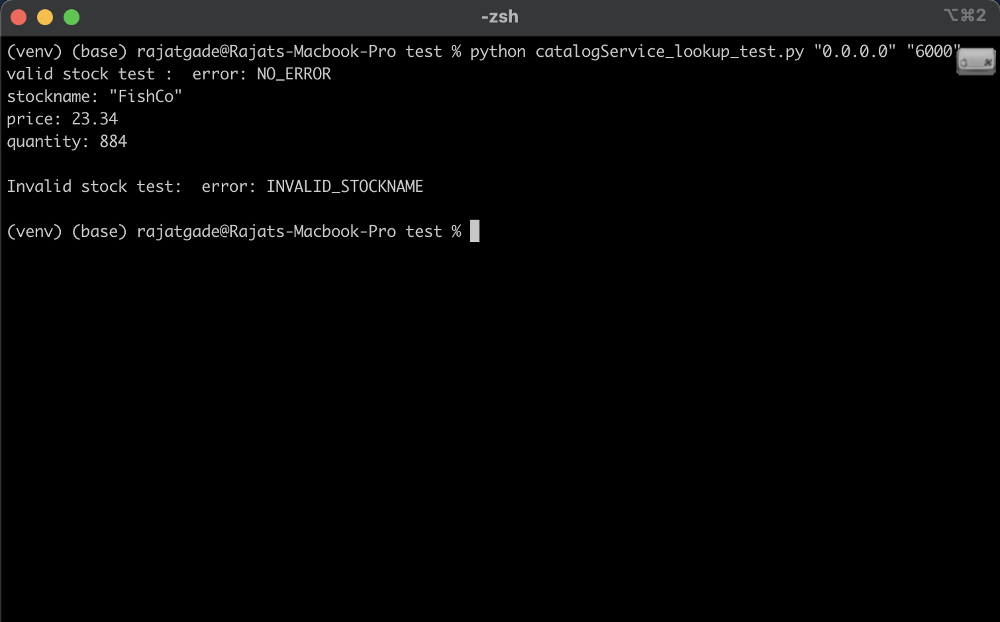 -zsh
⌥⌘2
(venv) (base) rajatgade@Rajats-Macbook-Pro test % python catalogService_lookup_test.py "0.0.0.0" "6000"
valid stock test :  error: NO_ERROR
stockname: "FishCo"
price: 23.34
quantity: 884
Invalid stock test:  error: INVALID_STOCKNAME
(venv) (base) rajatgade@Rajats-Macbook-Pro test %